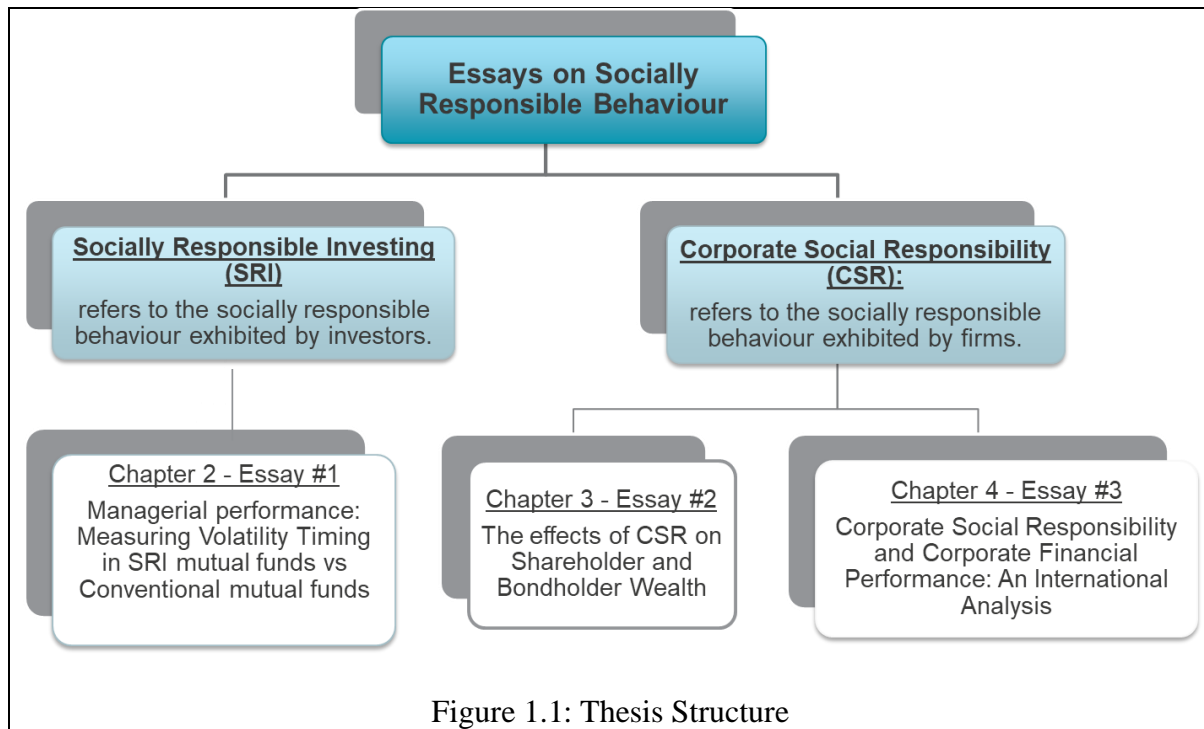 Essays on Socially
Responsible Behaviour
Socially Responsible Investing
(SRI)
refers to the socially responsible
behaviour exhibited by investors.
Corporate Social Responsibility
(CSR):
refers to the socially responsible
behaviour exhibited by firms.
Chapter 2 - Essay #1
Managerial performance:
Measuring Volatility Timing
in SRI mutual funds vs
Conventional mutual funds
Chapter 3 - Essay #2
The effects of CSR on
Shareholder and
Bondholder Wealth
Chapter 4 - Essay #3
Corporate Social Responsibility
and Corporate Financial
Performance: An International
Analysis
Figure 1.1: Thesis Structure